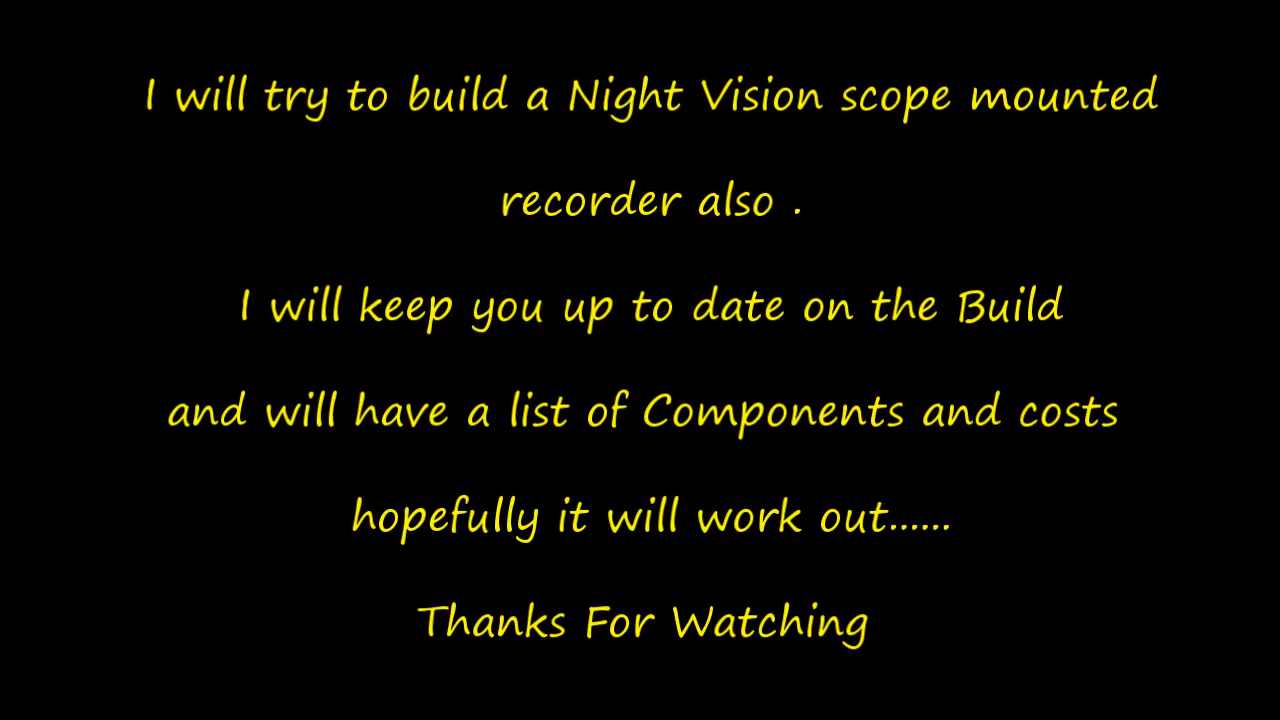 I will try to build a Night Vision scope mounted
recorder also .
I will keep you up to date on the Build
and will have a list of Components and costs
hopefully it will work out......
Thanks For Watching